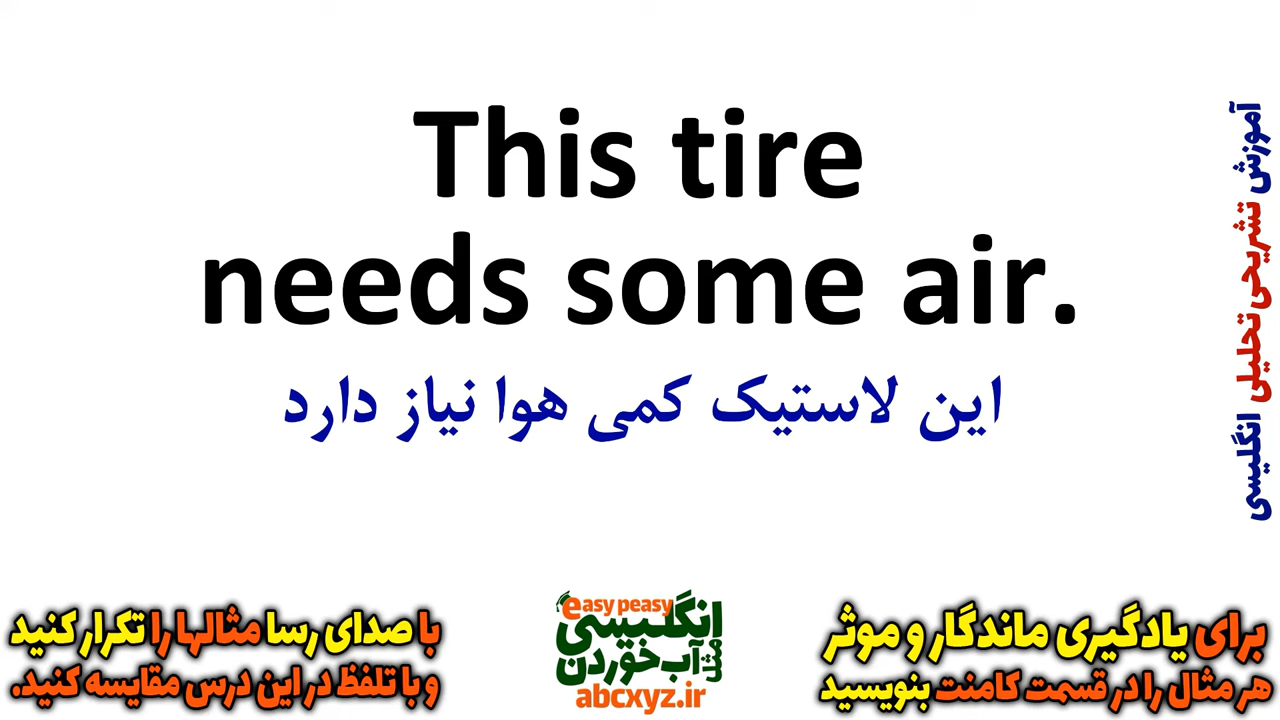 This tire
needs some air.
این لاستیک کمی هوا نیاز دارد
آموزش تشریحی تحلیلی انگلیسی
برای یادگیری ماندگار و موثر
هر مثال را در قسمت کامنت بنویسید
easy peasy
انگلیسی
مثل آب خوردن
abcxyz.ir
با صدای رسا مثالها را تکرار کنید
و با تلفظ در این درس مقایسه کنید.